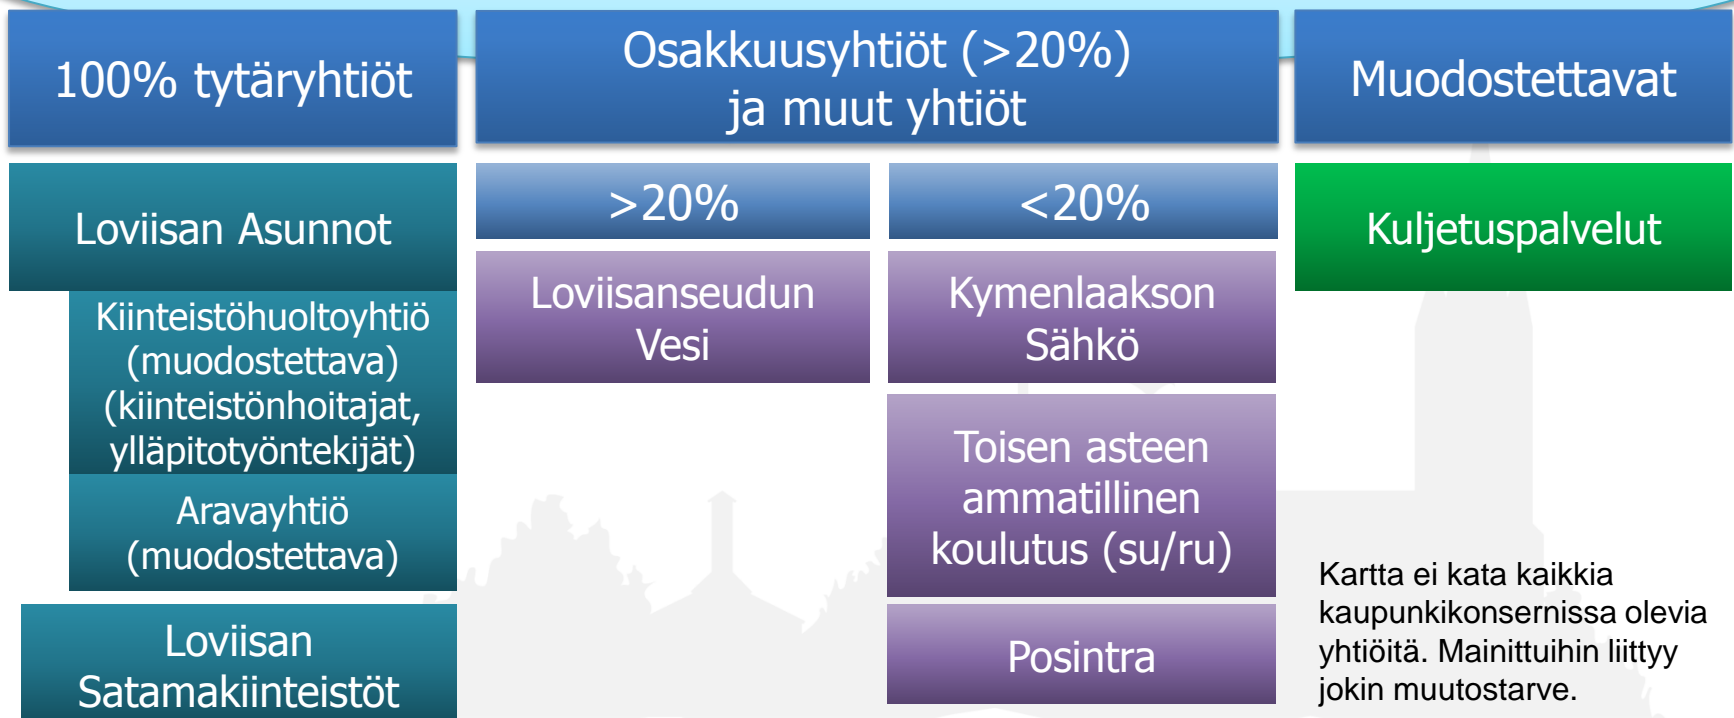 100% tytäryhtiöt
Osakkuusyhtiöt (>20%)
ja muut yhtiöt
Muodostettavat
Loviisan Asunnot
Kiinteistöhuoltoyhtiö
(muodostettava)
(kiinteistönhoitajat,
ylläpitotyöntekijät)
Aravayhtiö
(muodostettava)
Loviisan
Satamakiinteistöt
>20%
Loviisanseudun
Vesi
<20%
Kymenlaakson
Sähkö
Toisen asteen
ammatillinen
koulutus (su/ru)
Posintra
Kuljetuspalvelut
Kartta ei kata kaikkia
kaupunkikonsernissa olevia
yhtiöitä. Mainittuihin liittyy
jokin muutostarve.